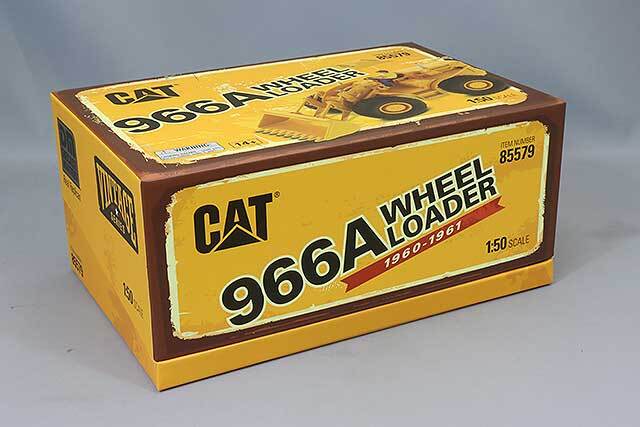 CAT
966A WHEEL LOADER
85579
1:50 SCALE
WARNING
14+
VINTAGE
SERIES
85579
1:50 SCALE
CAT®
966A WHEEL
LOADER
1960-1961
ITEM NUMBER
85579
1:50 SCALE